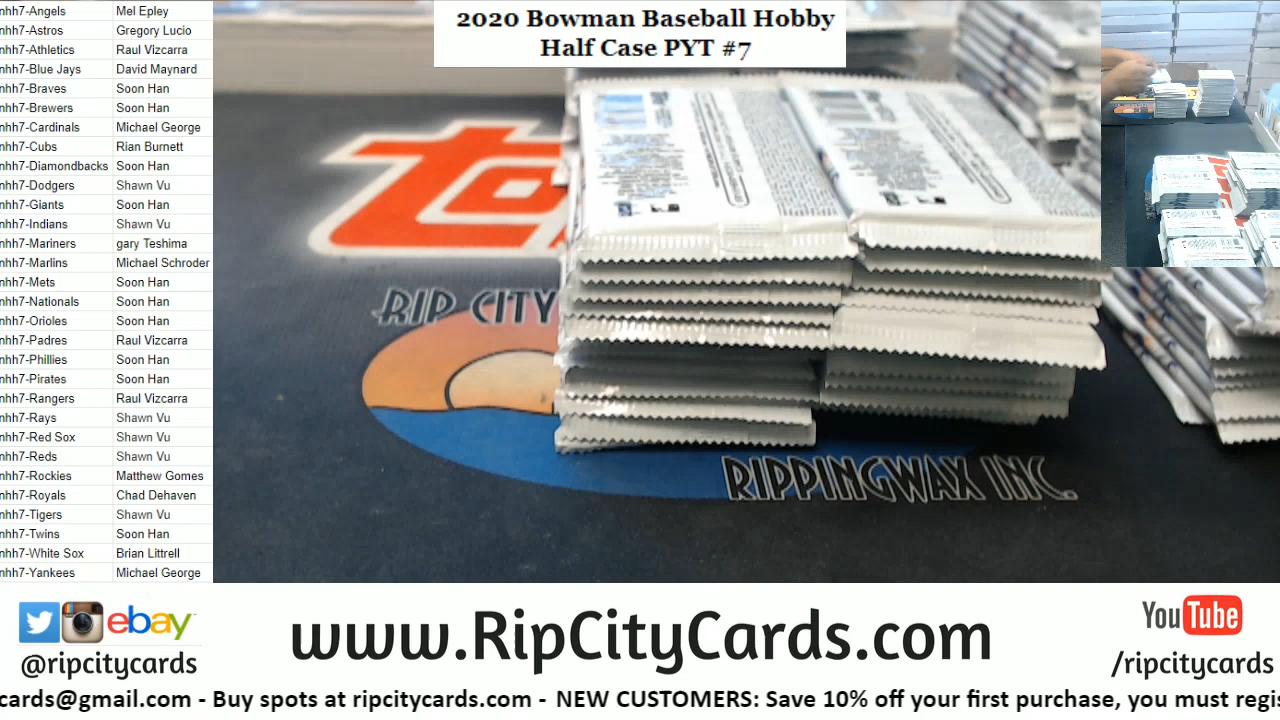 2020 Bowman Baseball Hobby
Half Case PYT #7
nhh7-Angels Mel Epley
nhh7-Astros Gregory Lucio
nhh7-Athletics Raul Vizcarra
nhh7-Blue Jays David Maynard
nhh7-Braves Soon Han
nhh7-Brewers Soon Han
nhh7-Cardinals Michael George
nhh7-Cubs Rian Burnett
nhh7-Diamondbacks Soon Han
nhh7-Dodgers Shawn Vu
nhh7-Giants Soon Han
nhh7-Indians Shawn Vu
nhh7-Mariners gary Teshima
nhh7-Marlins Michael Schroder
nhh7-Mets Soon Han
nhh7-Nationals Soon Han
nhh7-Orioles Soon Han
nhh7-Padres Raul Vizcarra
nhh7-Phillies Soon Han
nhh7-Pirates Soon Han
nhh7-Rangers Raul Vizcarra
nhh7-Rays Shawn Vu
nhh7-Red Sox Shawn Vu
nhh7-Reds Shawn Vu
nhh7-Rockies Matthew Gomes
nhh7-Royals Chad Dehaven
nhh7-Tigers Shawn Vu
nhh7-Twins Soon Han
nhh7-White Sox Brian Littrell
nhh7-Yankees Michael George
RIP CITY
RIPPINGWAX INC.
ebay
@ripcitycards
www.RipCityCards.com
YouTube
/ripcitycards
cards@gmail.com - Buy spots at ripcitycards.com - NEW CUSTOMERS: Save 10% off your first purchase, you must regis